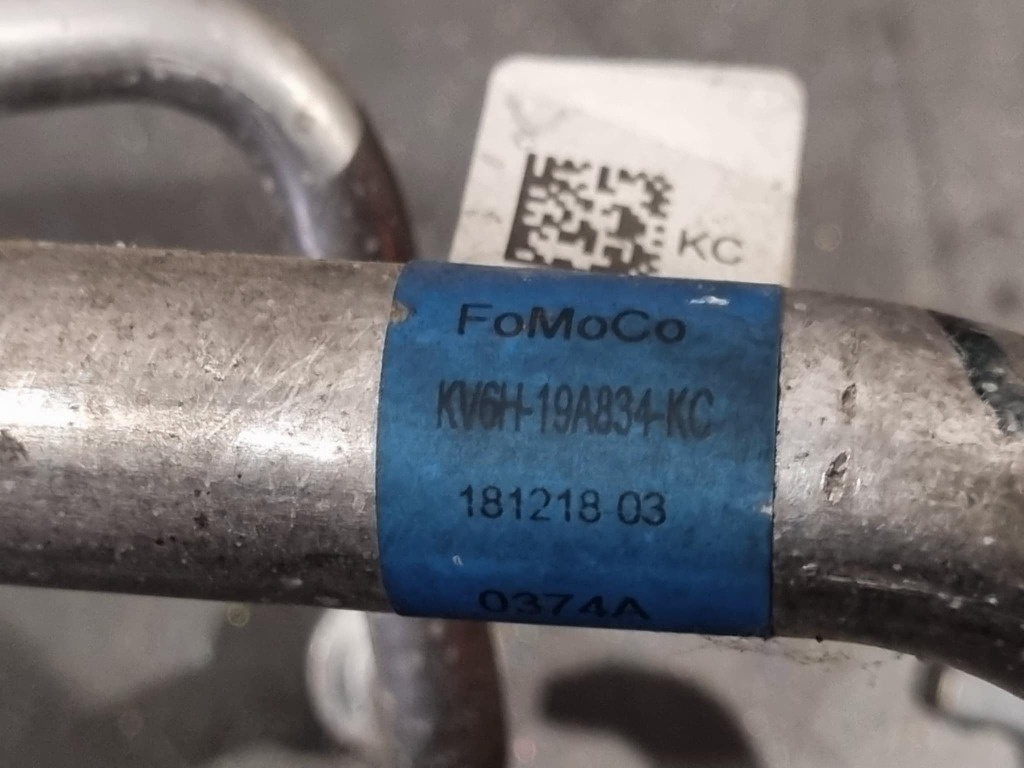 KC
FoMoCo
KV6H-19A834-KC
181218 03
0374A